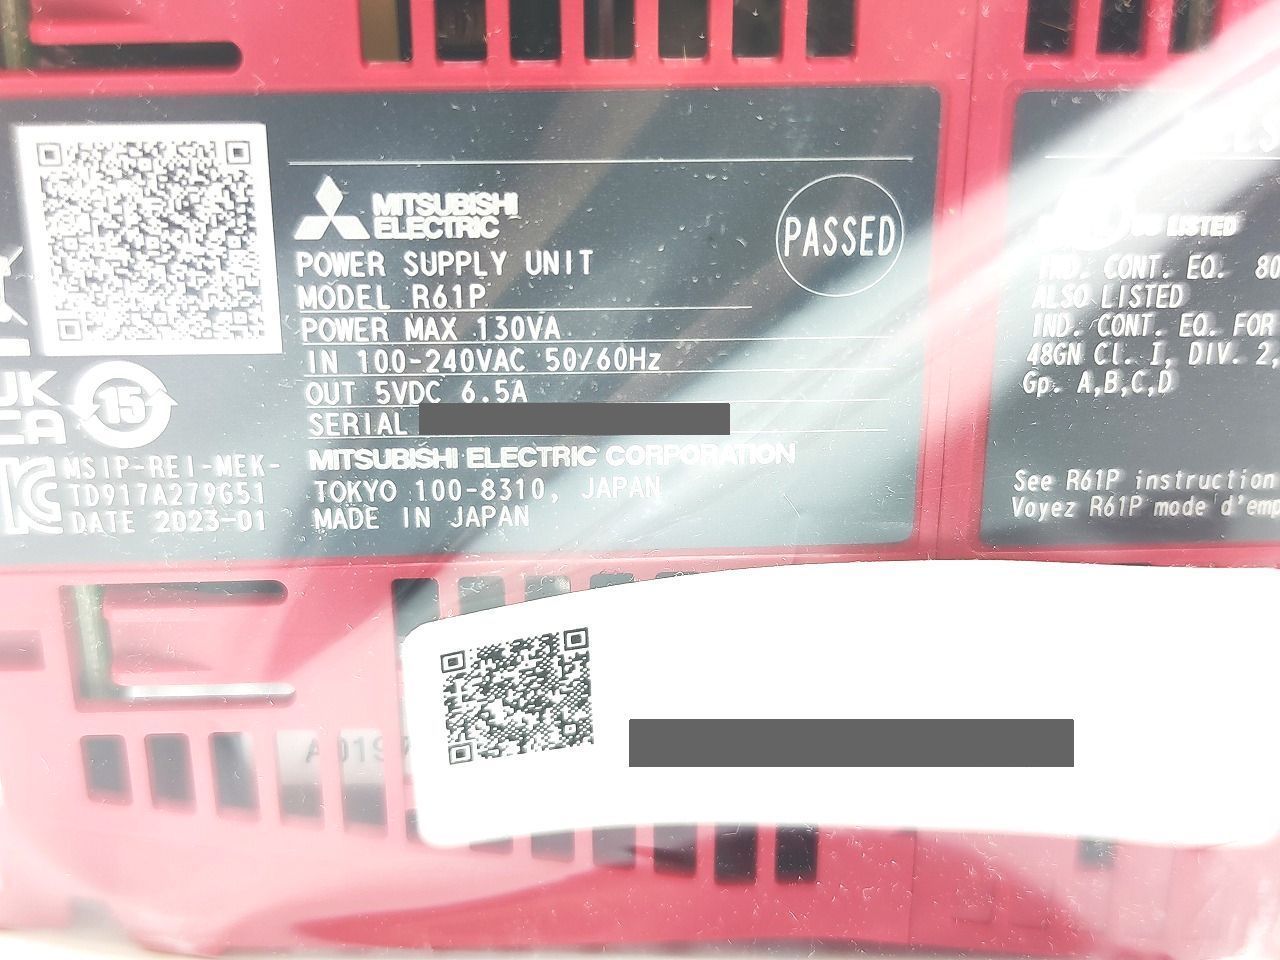 MITSUBISHI
ELECTRIC
PASSED
POWER SUPPLY UNIT
MODEL R61P
POWER MAX 130VA
IN 100-240VAC 50/60Hz
OUT 5VDC 6.5A
SERIAL
MITSUBISHI ELECTRIC CORPORATION
TOKYO 100-8310, JAPAN
MADE IN JAPAN
UK
CA
15
MSIP-REI-MEK-
TD917A279G51
DATE 2023-01
LISTED
IND. CONT. EQ. 80
ALSO LISTED
IND. CONT. EQ. FOR
48GN Cl. I, DIV. 2,
Gp. A,B,C,D
See R61P instruction
Voyez R61P mode d'emp
A0197